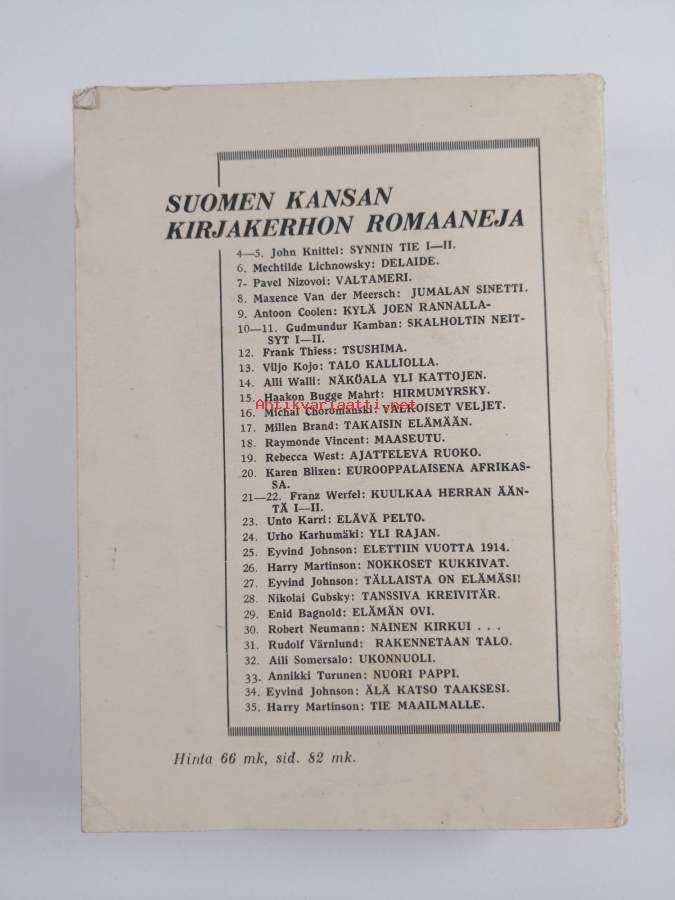 SUOMEN KANSAN
KIRJAKERHON ROMAANEJA
4—5. John Knittel: SYNNIN TIE I—II.
6. Mechtilde Lichnowsky: DELAIDE.
7- Pavel Nizovoi: VALTAMERI.
8. Maxence Van der Meersch: JUMALAN SINETTI.
9. Antoon Coolen: KYLÄ JOEN RANNALLA-
10—11. Gudmundur Kamban: SKALHOLTIN NEIT-
SYT I—II.
12. Frank Thiess: TSUSHIMA.
13. Viljo Kojo: TALO KALLIOLLA.
14. Alli Walli: NÄKÖALA YLI KATTOJEN.
15. Haakon Bugge Mahrt: HIRMUMYRSKY.
Antikvariaatti.net
16. Michal Choromanski: VALKOISET VELJET.
17. Millen Brand: TAKAISIN ELÄMÄÄN.
18. Raymonde Vincent: MAASEUTU.
19. Rebecca West: AJATTELEVA RUOKO.
20. Karen Blixen: EUROOPPALAISENA AFRIKAS-
SA.
21—22. Franz Werfel: KUULKAA HERRAN ÄÄN-
TÄ I—II.
23. Unto Karri: ELÄVÄ PELTO.
24. Urho Karhumäki: YLI RAJAN.
25. Eyvind Johnson: ELETTIIN VUOTTA 1914.
26. Harry Martinson: NOKKOSET KUKKIVAT.
27. Eyvind Johnson: TÄLLAISTA ON ELÄMÄSI!
28. Nikolai Gubsky: TANSSIVA KREIVITÄR.
29. Enid Bagnold: ELÄMÄN OVI.
30. Robert Neumann: NAINEN KIRKUI . . .
31. Rudolf Värnlund: RAKENNETAAN TALO.
32. Aili Somersalo: UKONNUOLI.
33. Annikki Turunen: NUORI PAPPI.
34. Eyvind Johnson: ÄLÄ KATSO TAAKSESI.
35. Harry Martinson: TIE MAAILMALLE.
Hinta 66 mk, sid. 82 mk.